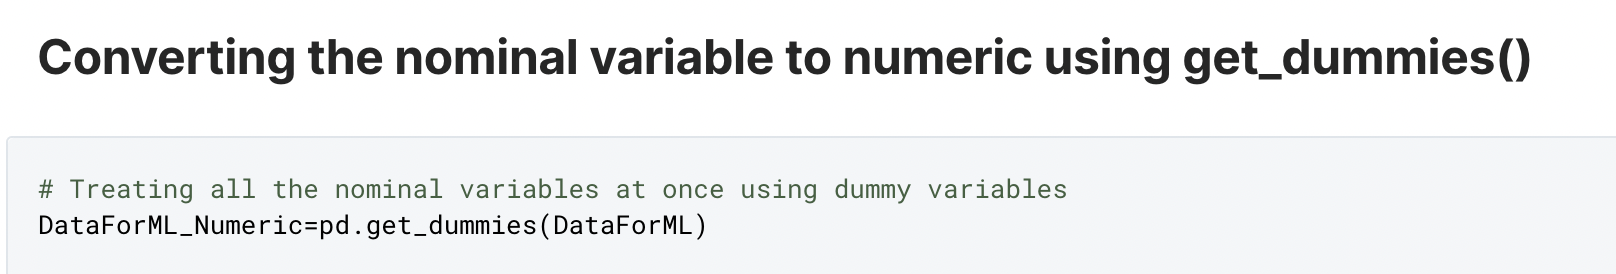 Converting the nominal variable to numeric using get_dummies()
# Treating all the nominal variables at once using dummy variables
DataForML_Numeric=pd.get_dummies(DataForML)